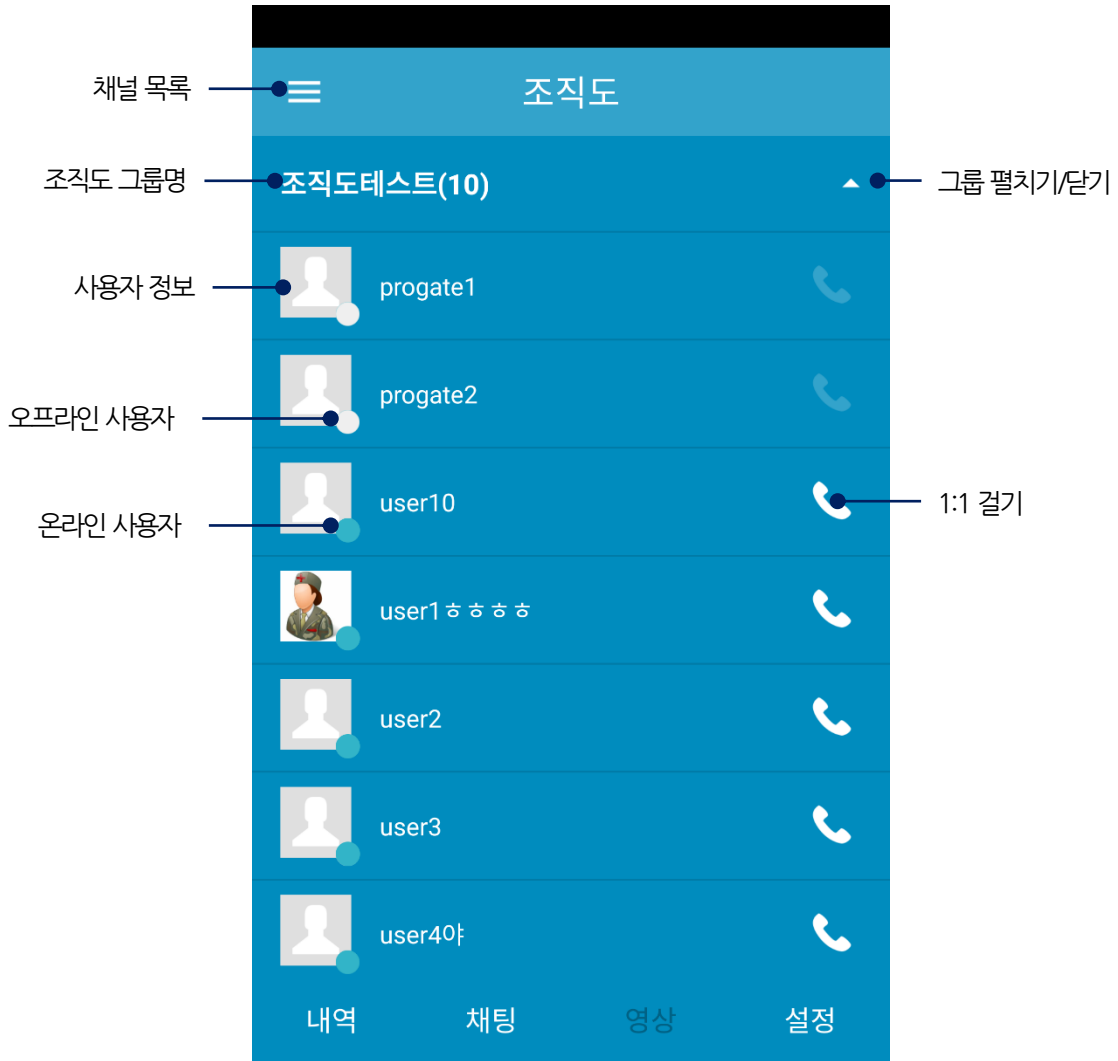 채널 목록
조직도
조직도 그룹명
조직도테스트(10)
그룹 펼치기/닫기
사용자 정보
progate1
progate2
오프라인 사용자
user10
1:1 걸기
온라인 사용자
user1ㅎㅎㅎㅎ
user2
user3
user4야
내역 채팅 영상 설정